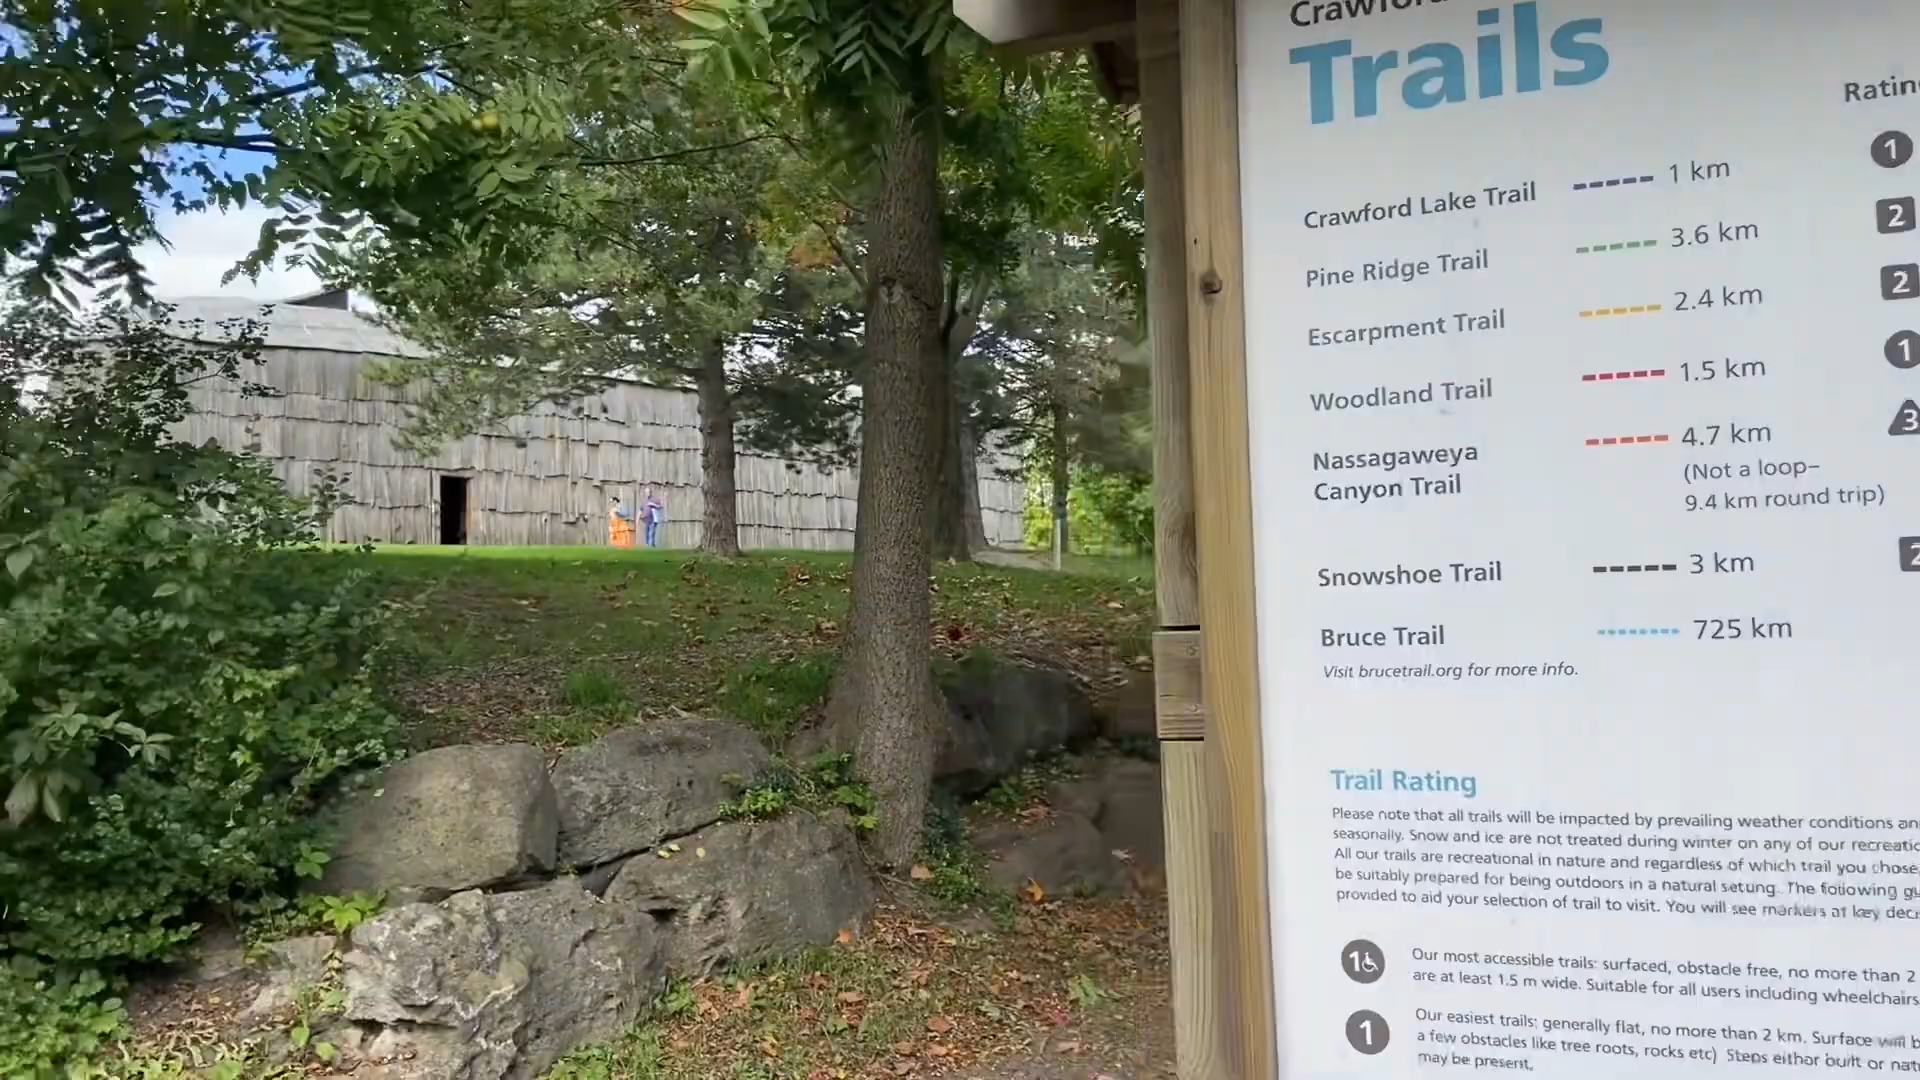 Crawford
Trails
Rating
Crawford Lake Trail 1 km 1
Pine Ridge Trail 3.6 km 2
Escarpment Trail 2.4 km 2
Woodland Trail 1.5 km 1
Nassagaweya
Canyon Trail 4.7 km 3
(Not a loop–
9.4 km round trip)
Snowshoe Trail 3 km 2
Bruce Trail 725 km
Visit brucetrail.org for more info.
Trail Rating
Please note that all trails will be impacted by prevailing weather conditions an
seasonally. Snow and ice are not treated during winter on any of our recreatio
All our trails are recreational in nature and regardless of which trail you chose,
be suitably prepared for being outdoors in a natural setung. The following gu
provided to aid your selection of trail to visit. You will see markers at key deci
1 Our most accessible trails: surfaced, obstacle free, no more than 2
are at least 1.5 m wide. Suitable for all users including wheelchairs
1 Our easiest trails: generally flat, no more than 2 km. Surface will b
a few obstacles like tree roots, rocks etc) Steps either built or nat
may be present.